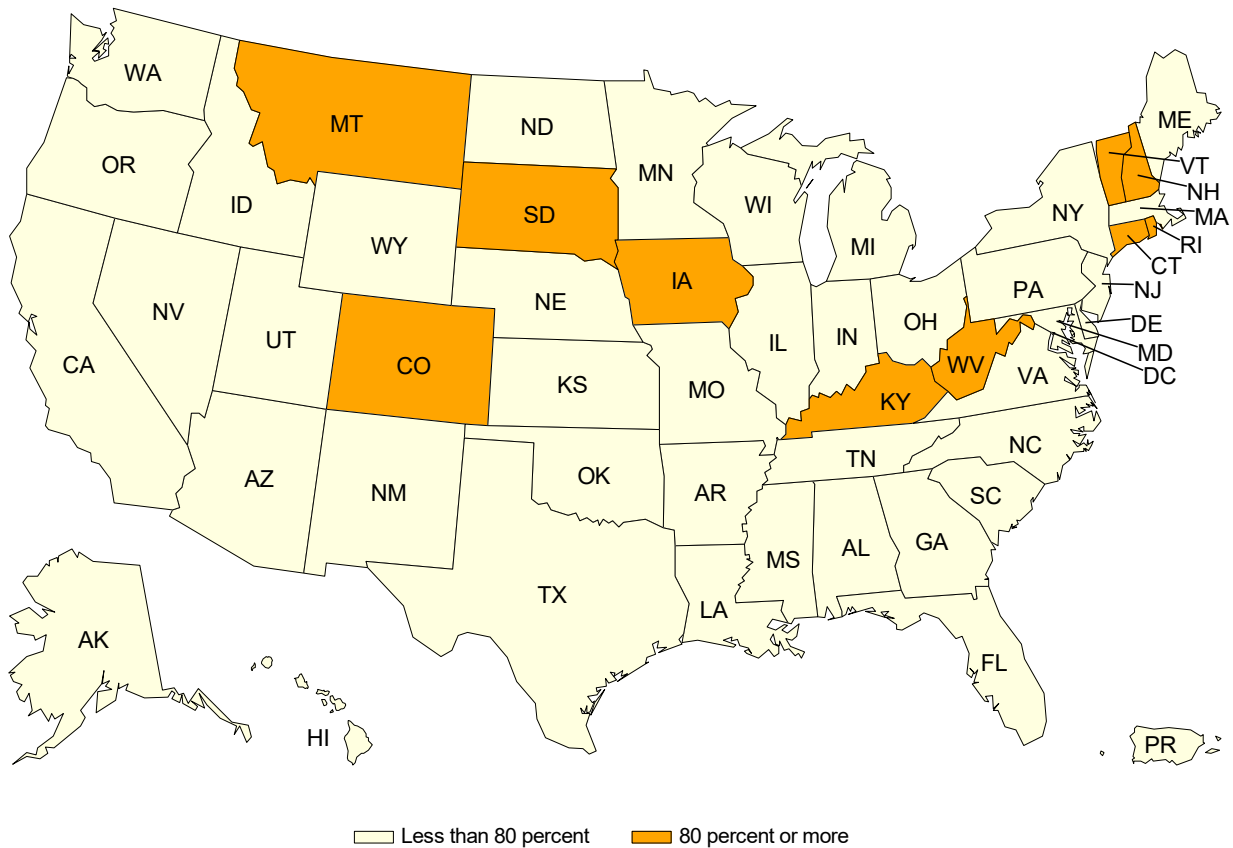 WA
MT
ND
ME
OR
MN
VT
ID
SD
WI
NH
WY
NY
MA
MI
RI
IA
CT
NE
PA
NJ
NV
OH
DE
UT
IL
IN
MD
CA
CO
WV
DC
KS
MO
VA
KY
NC
TN
AZ
OK
NM
AR
SC
MS
AL
GA
TX
LA
AK
FL
HI
PR
Less than 80 percent
80 percent or more